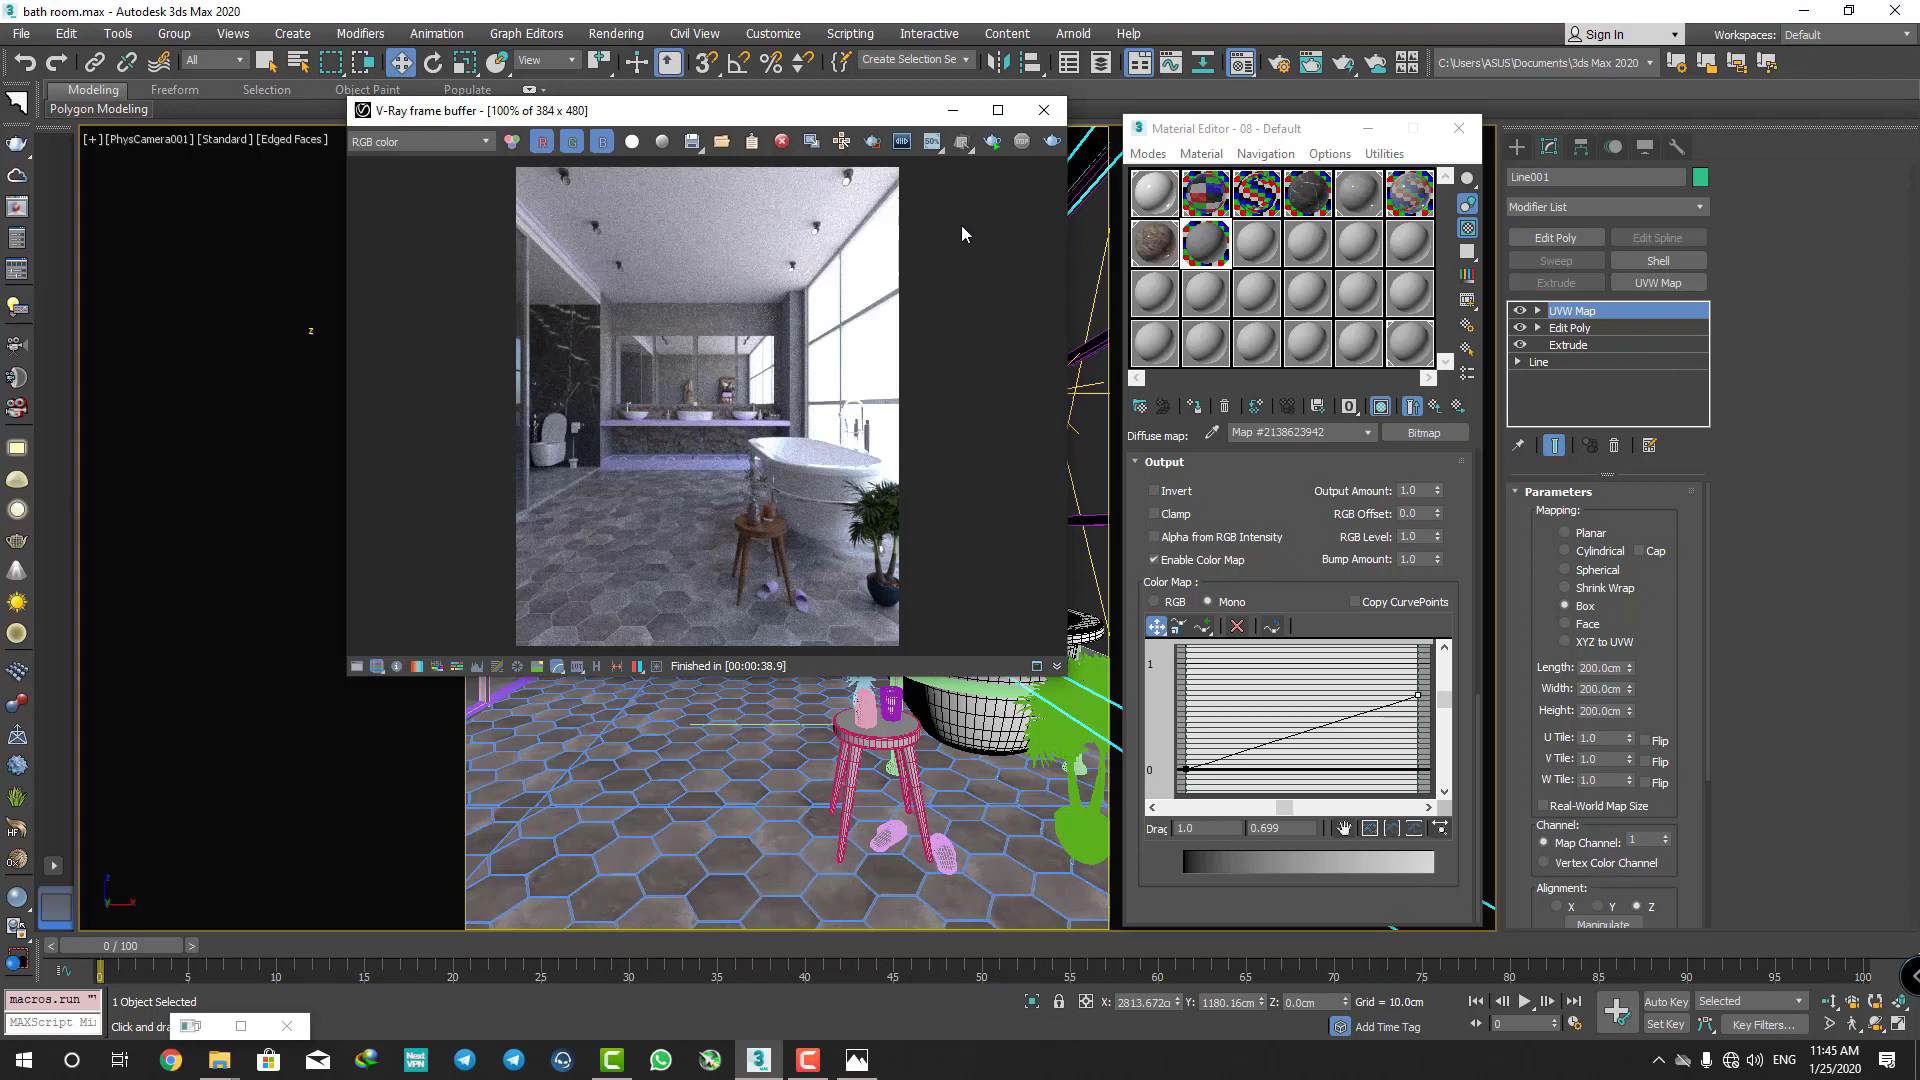 bath room.max - Autodesk 3ds Max 2020
File Edit Tools Group Views Create Modifiers Animation Graph Editors Rendering Civil View Customize Scripting Interactive Content Arnold Help
Sign In Workspaces: Default
All View Create Selection Se C:\Users\ASUS\Documents\3ds Max 2020
Modeling Freeform Selection Object Paint Populate
Polygon Modeling
[+] [PhysCamera001] [Standard] [Edged Faces]
V-Ray frame buffer - [100% of 384 x 480]
RGB color
R G B 50%
Finished in [00:00:38.9]
z
Material Editor - 08 - Default
Modes Material Navigation Options Utilities
Diffuse map: Map #2138623942 Bitmap
Output
Invert Output Amount: 1.0
Clamp RGB Offset: 0.0
Alpha from RGB Intensity RGB Level: 1.0
Enable Color Map Bump Amount: 1.0
Color Map :
RGB Mono Copy CurvePoints
1
0
Drag 1.0 0.699
Line001
Modifier List
Edit Poly Edit Spline
Sweep Shell
Extrude UVW Map
UVW Map
Edit Poly
Extrude
Line
Parameters
Mapping:
Planar
Cylindrical Cap
Spherical
Shrink Wrap
Box
Face
XYZ to UVW
Length: 200.0cm
Width: 200.0cm
Height: 200.0cm
U Tile: 1.0 Flip
V Tile: 1.0 Flip
W Tile: 1.0 Flip
Real-World Map Size
Channel:
Map Channel: 1
Vertex Color Channel
Alignment:
X Y Z
Manipulate
0 / 100
0 5 10 15 20 25 30 35 40 45 50 55 60 65 70 75 80 85 90 95 100
macros.run "
MAXScript Mi
1 Object Selected
Click and dra
X: 2813.672c Y: 1180.16cm Z: 0.0cm Grid = 10.0cm
Add Time Tag
0
Auto Key Selected
Set Key Key Filters...
ENG 11:45 AM
1/25/2020